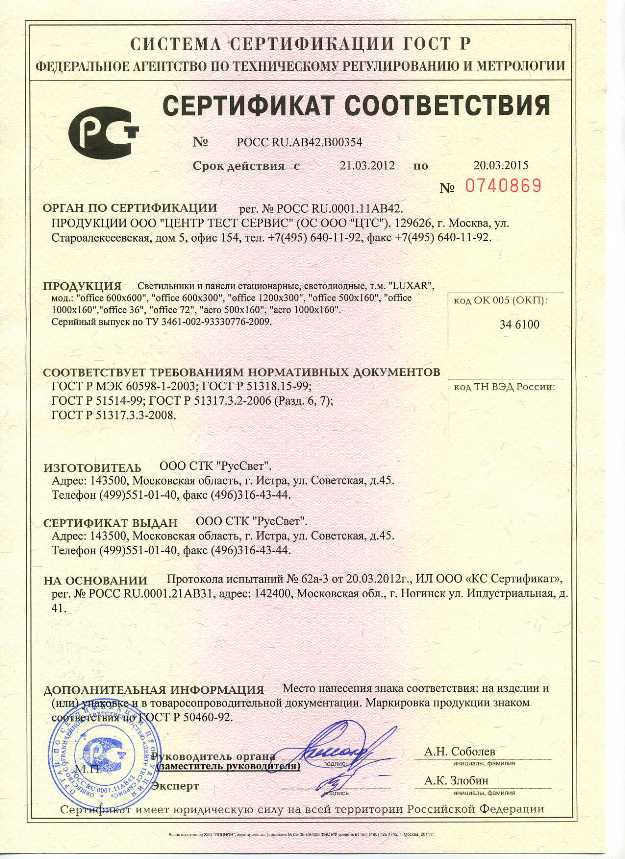 СИСТЕМА СЕРТИФИКАЦИИ ГОСТ Р
ФЕДЕРАЛЬНОЕ АГЕНТСТВО ПО ТЕХНИЧЕСКОМУ РЕГУЛИРОВАНИЮ И МЕТРОЛОГИИ
СЕРТИФИКАТ СООТВЕТСТВИЯ
№ РОСС RU.АВ42.В00354
Срок действия с 21.03.2012 по 20.03.2015
№ 0740869
ОРГАН ПО СЕРТИФИКАЦИИ рег. № РОСС RU.0001.11АВ42.
ПРОДУКЦИИ ООО "ЦЕНТР ТЕСТ СЕРВИС" (ОС ООО "ЦТС"). 129626, г. Москва, ул.
Староалексеевская, дом 5, офис 154, тел. +7(495) 640-11-92, факс +7(495) 640-11-92.
ПРОДУКЦИЯ Светильники и панели стационарные, светодиодные, т.м. "LUXAR",
мод.: "office 600x600", "office 600x300", "office 1200x300", "office 500x160", "office
1000x160","office 36", "office 72", "aero 500x160"; "aero 1000x160".
Серийный выпуск по ТУ 3461-002-93330776-2009.
код ОК 005 (ОКП):
34 6100
СООТВЕТСТВУЕТ ТРЕБОВАНИЯМ НОРМАТИВНЫХ ДОКУМЕНТОВ
ГОСТ Р МЭК 60598-1-2003; ГОСТ Р 51318.15-99;
ГОСТ Р 51514-99; ГОСТ Р 51317.3.2-2006 (Разд. 6, 7);
ГОСТ Р 51317.3.3-2008.
код ТН ВЭД России:
ИЗГОТОВИТЕЛЬ ООО СТК "РусСвет".
Адрес: 143500, Московская область, г. Истра, ул. Советская, д.45.
Телефон (499)551-01-40, факс (496)316-43-44.
СЕРТИФИКАТ ВЫДАН ООО СТК "РусСвет".
Адрес: 143500, Московская область, г. Истра, ул. Советская, д.45.
Телефон (499)551-01-40, факс (496)316-43-44.
НА ОСНОВАНИИ Протокола испытаний № 62а-3 от 20.03.2012г., ИЛ ООО «КС Сертификат»,
рег. № РОСС RU.0001.21АВ31, адрес: 142400, Московская обл., г. Ногинск ул. Индустриальная, д.
41.
ДОПОЛНИТЕЛЬНАЯ ИНФОРМАЦИЯ Место нанесения знака соответствия: на изделии и
(или) упаковке и в товаросопроводительной документации. Маркировка продукции знаком
соответствия по ГОСТ Р 50460-92.
Руководитель органа
(заместитель руководителя)
подпись
А.Н. Соболев
инициалы, фамилия
М.П.
Эксперт
подпись
А.К. Злобин
инициалы, фамилия
Сертификат имеет юридическую силу на всей территории Российской Федерации